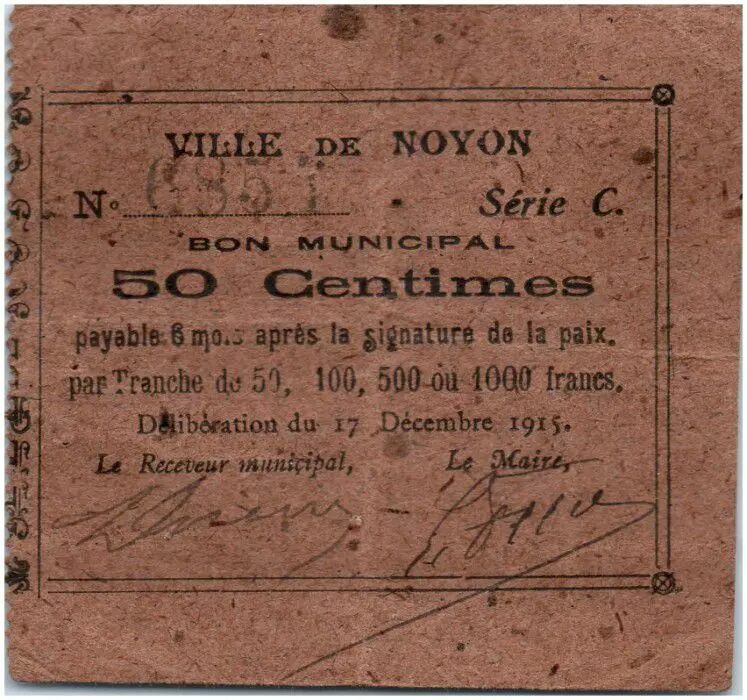 VILLE DE NOYON
N° 6357 Série C.
BON MUNICIPAL
50 Centimes
payable 6 mois après la signature de la paix.
par Tranche de 50, 100, 500 ou 1000 francs.
Délibération du 17 Décembre 1915.
Le Receveur municipal, Le Maire,